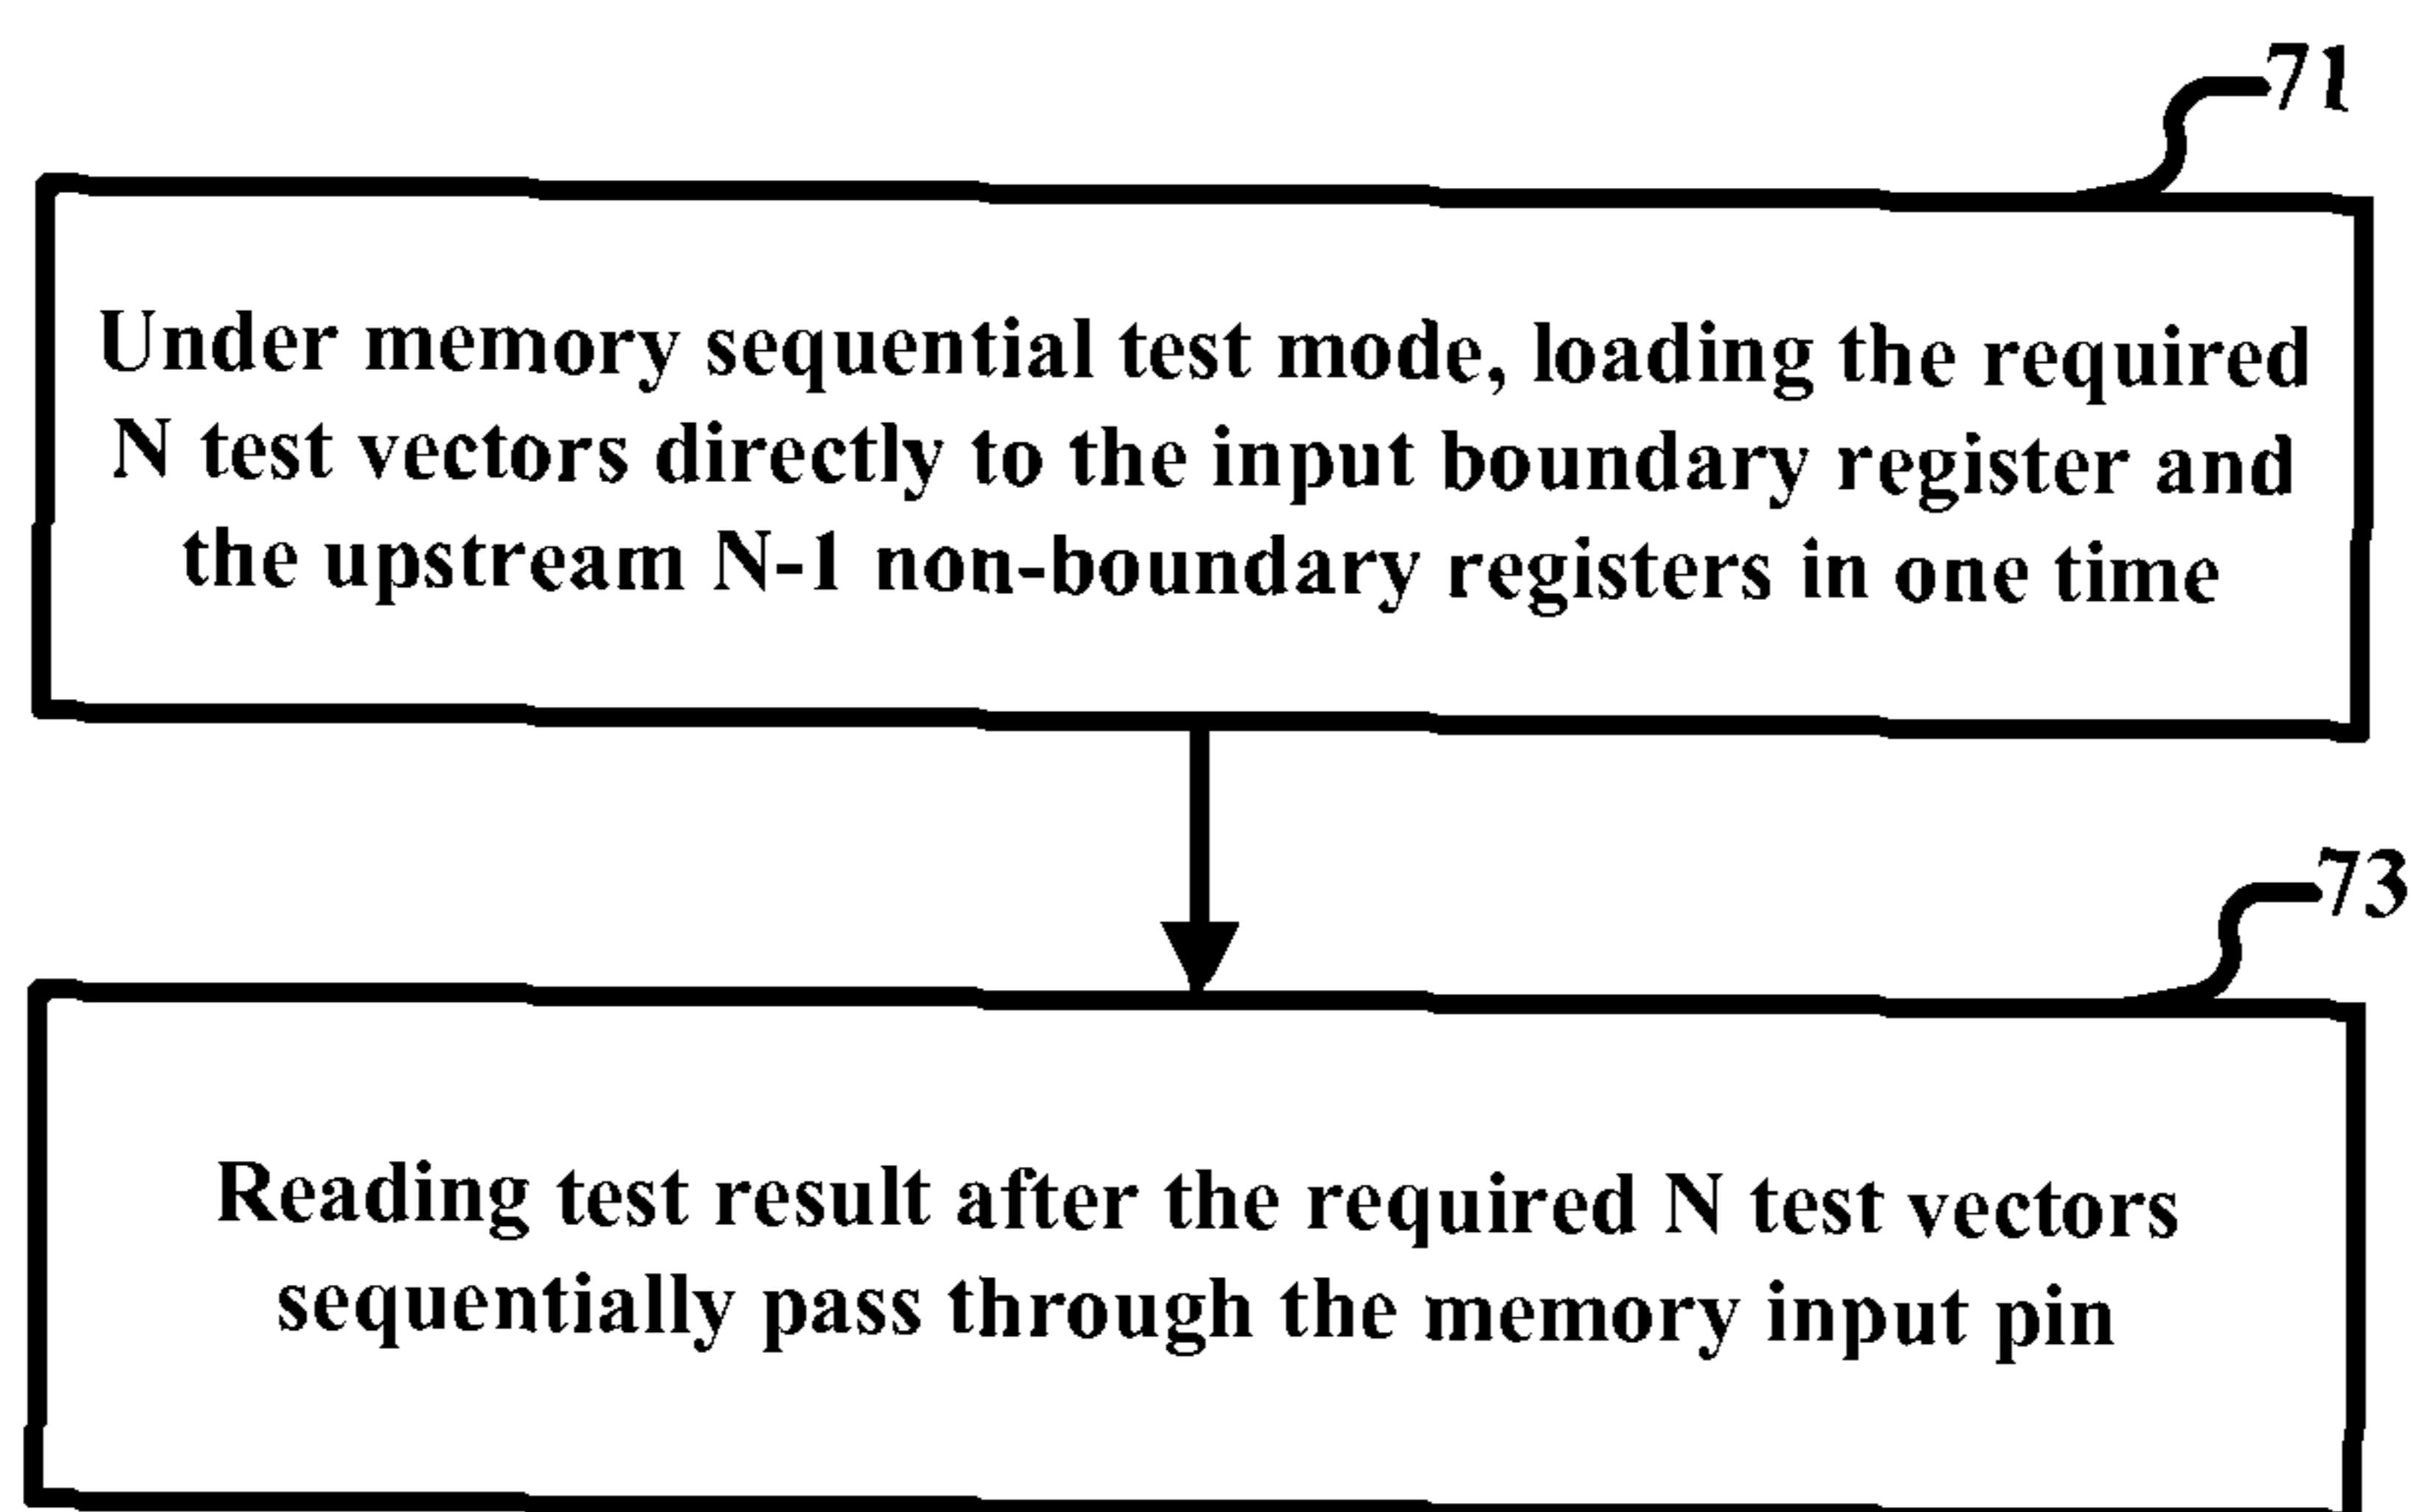 71
Under memory sequential test mode, loading the required
N test vectors directly to the input boundary register and
the upstream N-1 non-boundary registers in one time
73
Reading test result after the required N test vectors
sequentially pass through the memory input pin